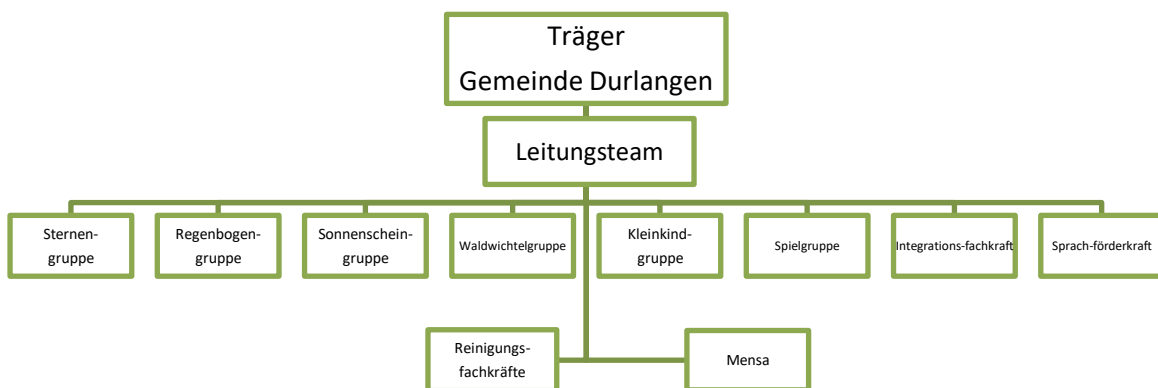 Träger
Gemeinde Durlangen
Leitungsteam
Sternen-
gruppe
Regenbogen-
gruppe
Sonnenschein-
gruppe
Waldwichtelgruppe
Kleinkind-
gruppe
Spielgruppe
Integrations-fachkraft
Sprach-förderkraft
Reinigungs-
fachkräfte
Mensa